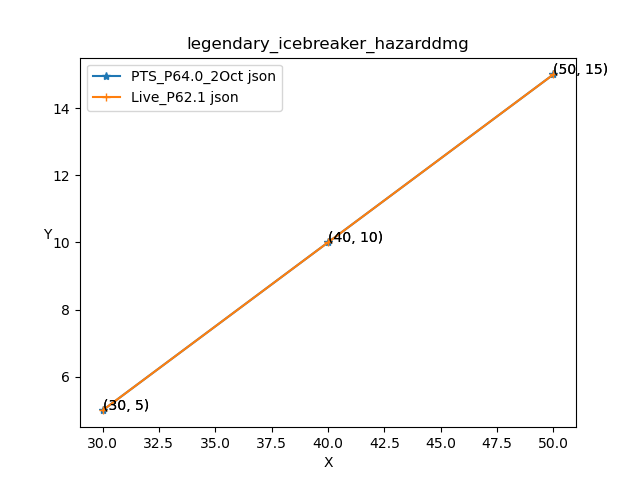 legendary_icebreaker_hazarddmg
PTS_P64.0_2Oct json
Live_P62.1 json
(50, 15)
(40, 10)
(30, 5)
14
12
10
8
6
Y
30.0 32.5 35.0 37.5 40.0 42.5 45.0 47.5 50.0
X